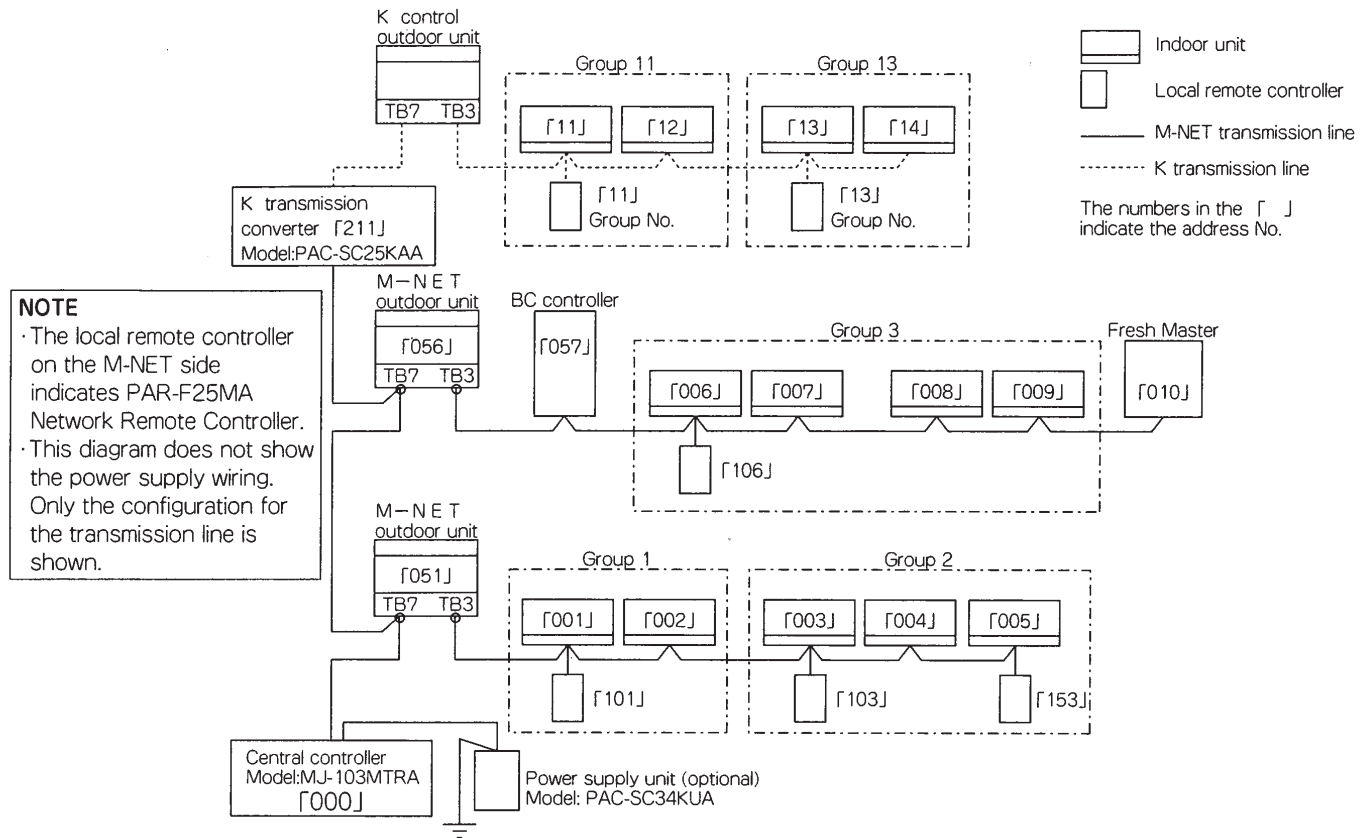 K control
outdoor unit
TB7 TB3
Group 11
「11」 「12」
「11」
Group No.
Group 13
「13」 「14」
「13」
Group No.
Indoor unit
Local remote controller
M-NET transmission line
K transmission line
The numbers in the 「 」
indicate the address No.
K transmission
converter 「211」
Model:PAC-SC25KAA
NOTE
·The local remote controller
on the M-NET side
indicates PAR-F25MA
Network Remote Controller.
·This diagram does not show
the power supply wiring.
Only the configuration for
the transmission line is
shown.
M-NET
outdoor unit
「056」
TB7 TB3
BC controller
「057」
Group 3
「006」 「007」 「008」 「009」
「106」
Fresh Master
「010」
M-NET
outdoor unit
「051」
TB7 TB3
Group 1
「001」 「002」
「101」
Group 2
「003」 「004」 「005」
「103」 「153」
Central controller
Model:MJ-103MTRA
「000」
Power supply unit (optional)
Model: PAC-SC34KUA